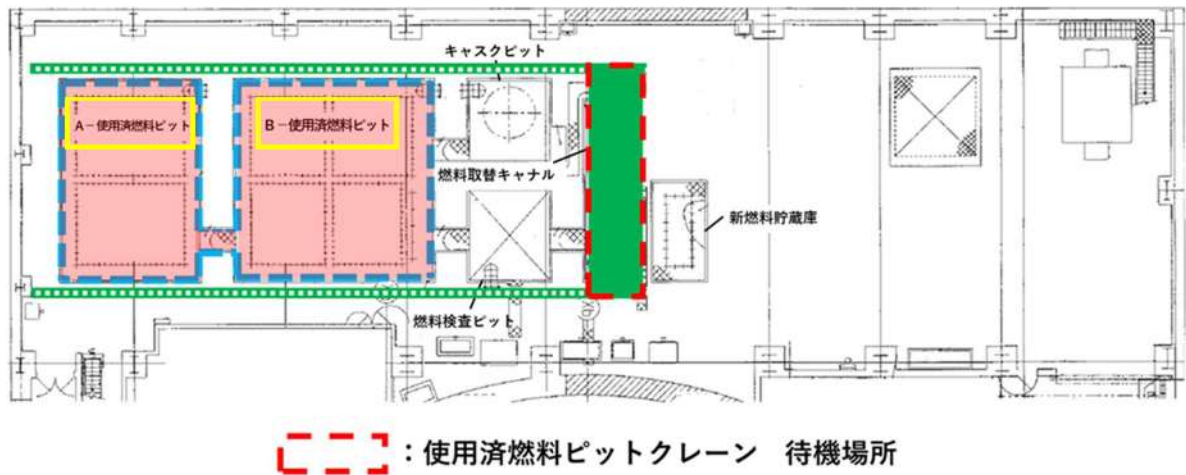 キャスクピット
A－使用済燃料ピット
B－使用済燃料ピット
燃料取替キャナル
新燃料貯蔵庫
燃料検査ピット
：使用済燃料ピットクレーン　待機場所